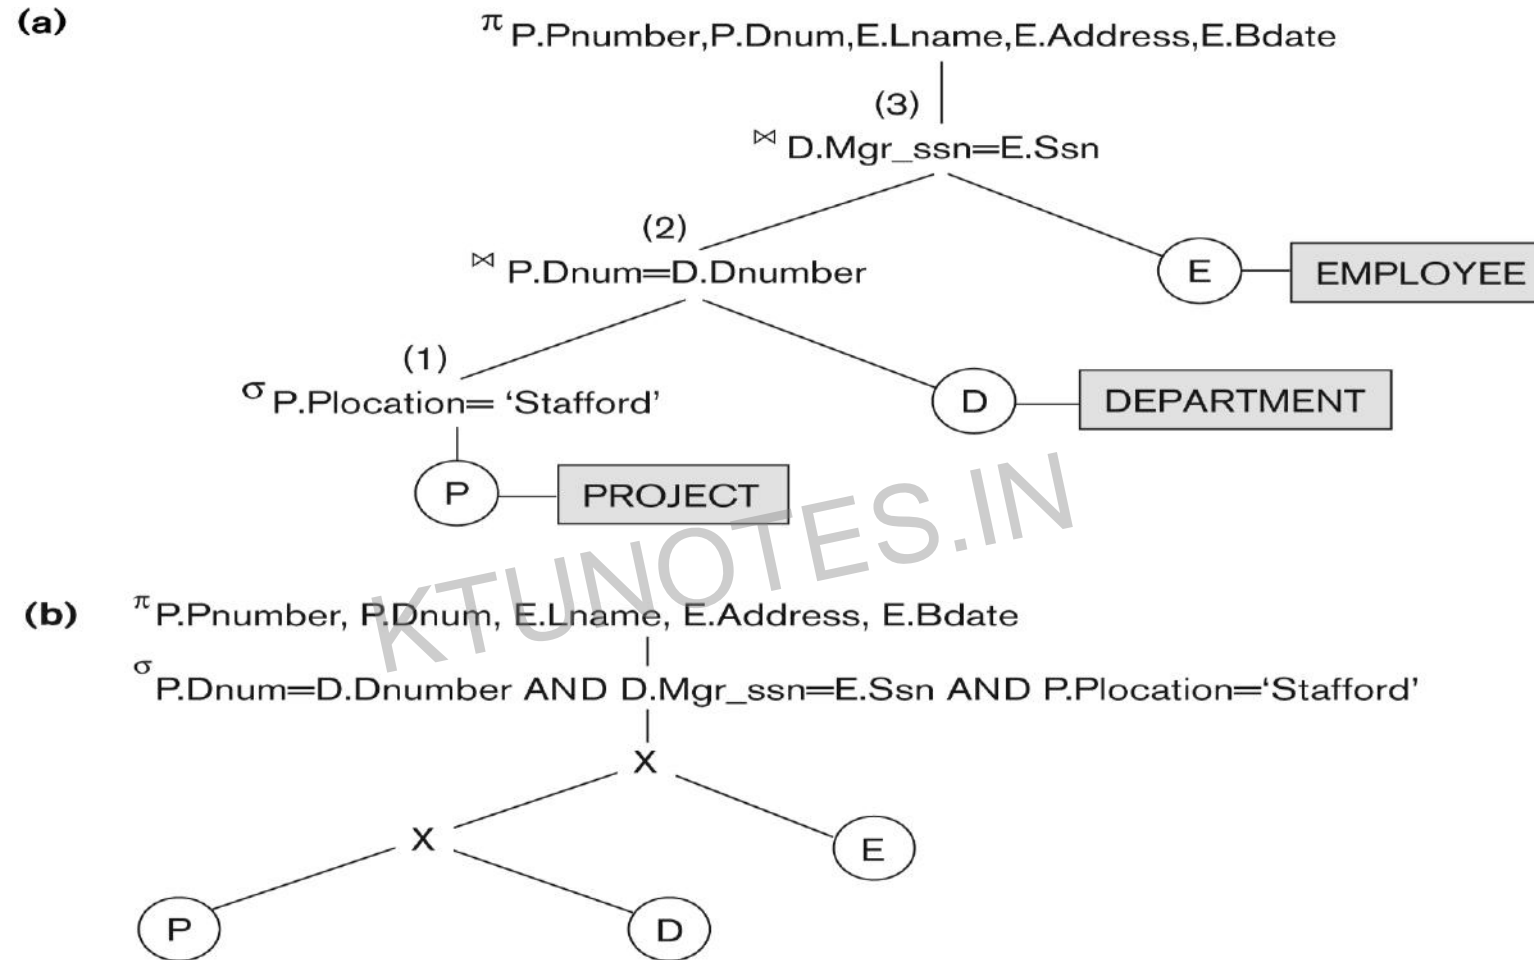 (a)
π P.Pnumber,P.Dnum,E.Lname,E.Address,E.Bdate
(3)
⋈ D.Mgr_ssn=E.Ssn
(2)
⋈ P.Dnum=D.Dnumber
E
EMPLOYEE
(1)
σ P.Plocation= ‘Stafford’
D
DEPARTMENT
P
PROJECT
KTUNOTES.IN
(b)
π P.Pnumber, P.Dnum, E.Lname, E.Address, E.Bdate
σ P.Dnum=D.Dnumber AND D.Mgr_ssn=E.Ssn AND P.Plocation=‘Stafford’
X
X
E
P
D